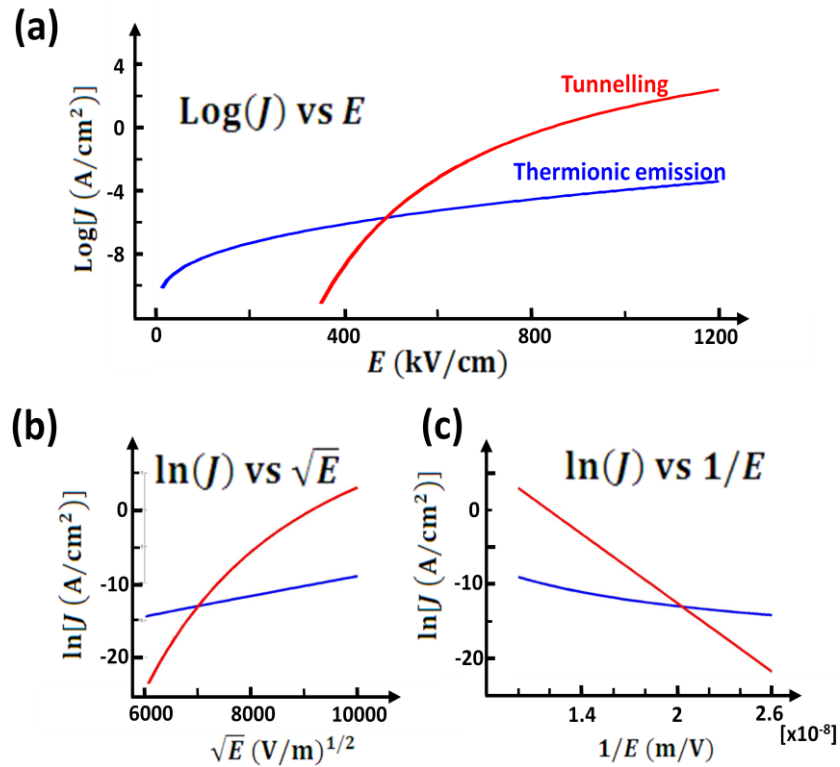 (a)
Log[J (A/cm²)]
4
0
-4
-8
Log(J) vs E
Tunnelling
Thermionic emission
0 400 800 1200
E (kV/cm)
(b)
ln[J (A/cm²)]
0
-10
-20
ln(J) vs √E
6000 8000 10000
√E (V/m)¹/²
(c)
ln[J (A/cm²)]
0
-10
-20
ln(J) vs 1/E
1.4 2 2.6
[x10⁻⁸]
1/E (m/V)